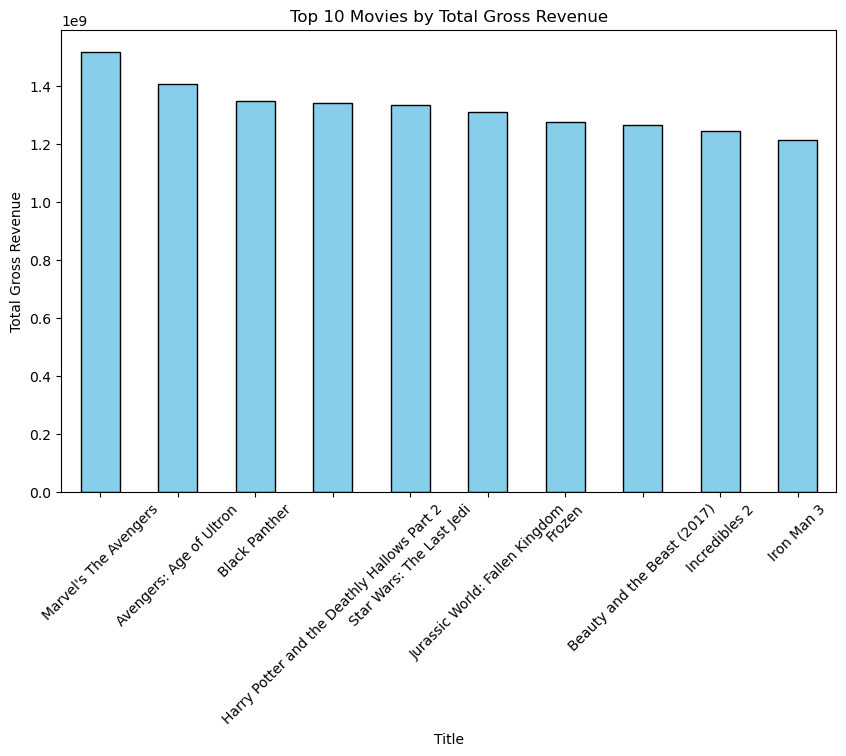 Top 10 Movies by Total Gross Revenue
1e9
1.4
1.2
1.0
0.8
0.6
0.4
0.2
0.0
Total Gross Revenue
Marvel's The Avengers
Avengers: Age of Ultron
Black Panther
Harry Potter and the Deathly Hallows Part 2
Star Wars: The Last Jedi
Jurassic World: Fallen Kingdom
Frozen
Beauty and the Beast (2017)
Incredibles 2
Iron Man 3
Title